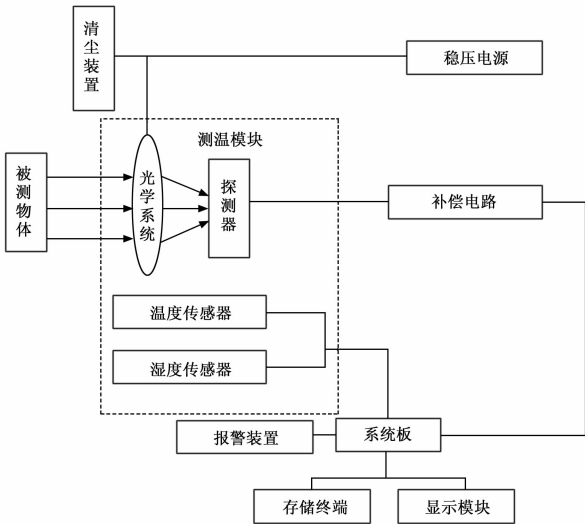 清尘装置
稳压电源
测温模块
被测物体
光学系统
探测器
补偿电路
温度传感器
湿度传感器
报警装置
系统板
存储终端
显示模块